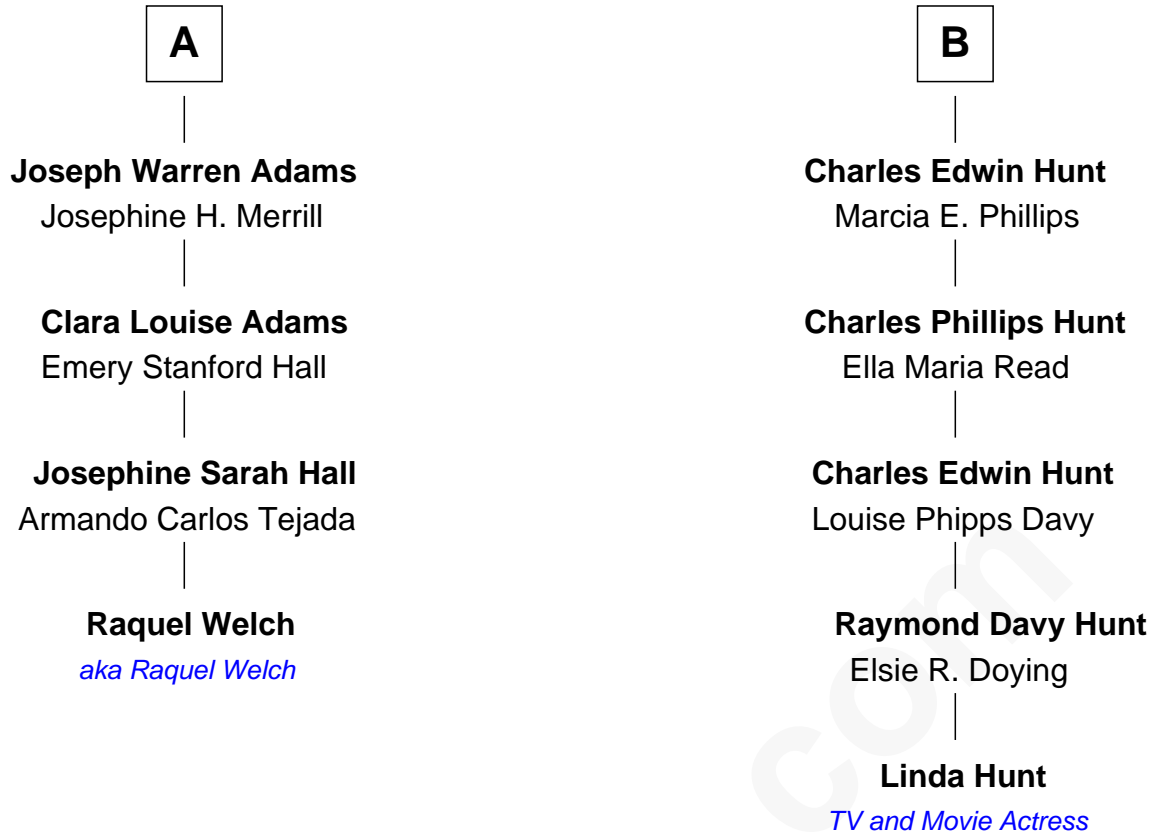 A
Joseph Warren Adams
Josephine H. Merrill
Clara Louise Adams
Emery Stanford Hall
Josephine Sarah Hall
Armando Carlos Tejada
Raquel Welch
aka Raquel Welch
B
Charles Edwin Hunt
Marcia E. Phillips
Charles Phillips Hunt
Ella Maria Read
Charles Edwin Hunt
Louise Phipps Davy
Raymond Davy Hunt
Elsie R. Doying
Linda Hunt
TV and Movie Actress
com